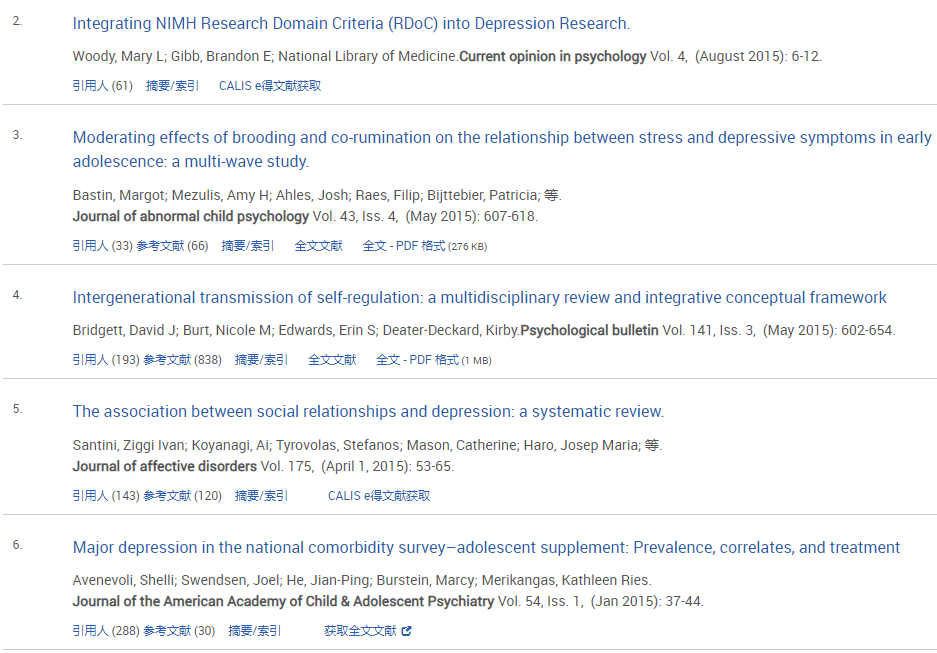 2.
Integrating NIMH Research Domain Criteria (RDoC) into Depression Research.
Woody, Mary L; Gibb, Brandon E; National Library of Medicine.Current opinion in psychology Vol. 4, (August 2015): 6-12.
引用人 (61) 摘要/索引 CALIS e得文献获取
3.
Moderating effects of brooding and co-rumination on the relationship between stress and depressive symptoms in early
adolescence: a multi-wave study.
Bastin, Margot; Mezulis, Amy H; Ahles, Josh; Raes, Filip; Bijttebier, Patricia; 等.
Journal of abnormal child psychology Vol. 43, Iss. 4, (May 2015): 607-618.
引用人 (33) 参考文献 (66) 摘要/索引 全文文献 全文 - PDF 格式 (276 KB)
4.
Intergenerational transmission of self-regulation: a multidisciplinary review and integrative conceptual framework
Bridgett, David J; Burt, Nicole M; Edwards, Erin S; Deater-Deckard, Kirby.Psychological bulletin Vol. 141, Iss. 3, (May 2015): 602-654.
引用人 (193) 参考文献 (838) 摘要/索引 全文文献 全文 - PDF 格式 (1 MB)
5.
The association between social relationships and depression: a systematic review.
Santini, Ziggi Ivan; Koyanagi, Ai; Tyrovolas, Stefanos; Mason, Catherine; Haro, Josep Maria; 等.
Journal of affective disorders Vol. 175, (April 1, 2015): 53-65.
引用人 (143) 参考文献 (120) 摘要/索引 CALIS e得文献获取
6.
Major depression in the national comorbidity survey–adolescent supplement: Prevalence, correlates, and treatment
Avenevoli, Shelli; Swendsen, Joel; He, Jian-Ping; Burstein, Marcy; Merikangas, Kathleen Ries.
Journal of the American Academy of Child & Adolescent Psychiatry Vol. 54, Iss. 1, (Jan 2015): 37-44.
引用人 (288) 参考文献 (30) 摘要/索引 获取全文文献